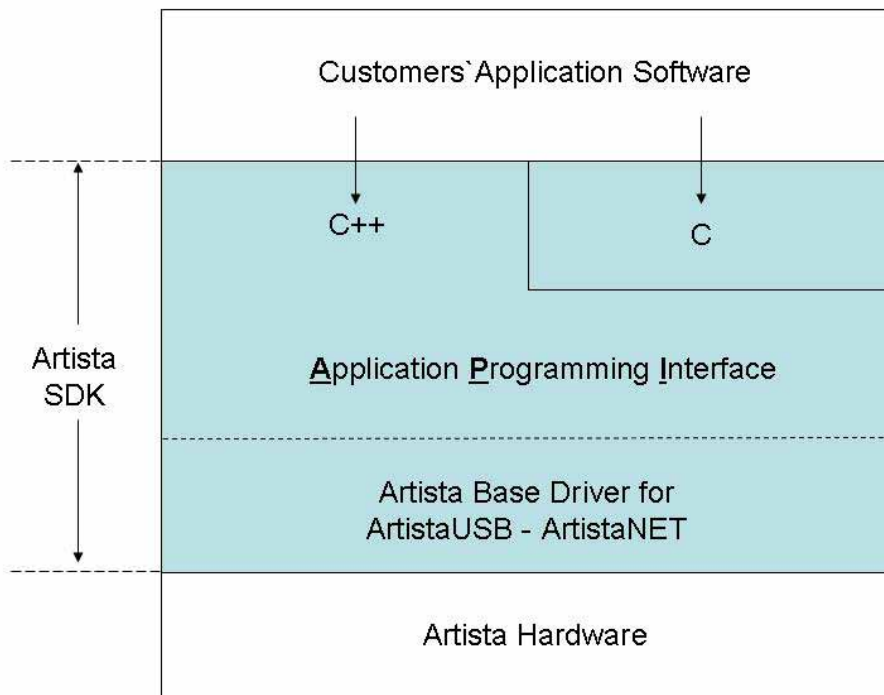 Customers`Application Software
C++
C
Artista
SDK
Application Programming Interface
Artista Base Driver for
ArtistaUSB - ArtistaNET
Artista Hardware